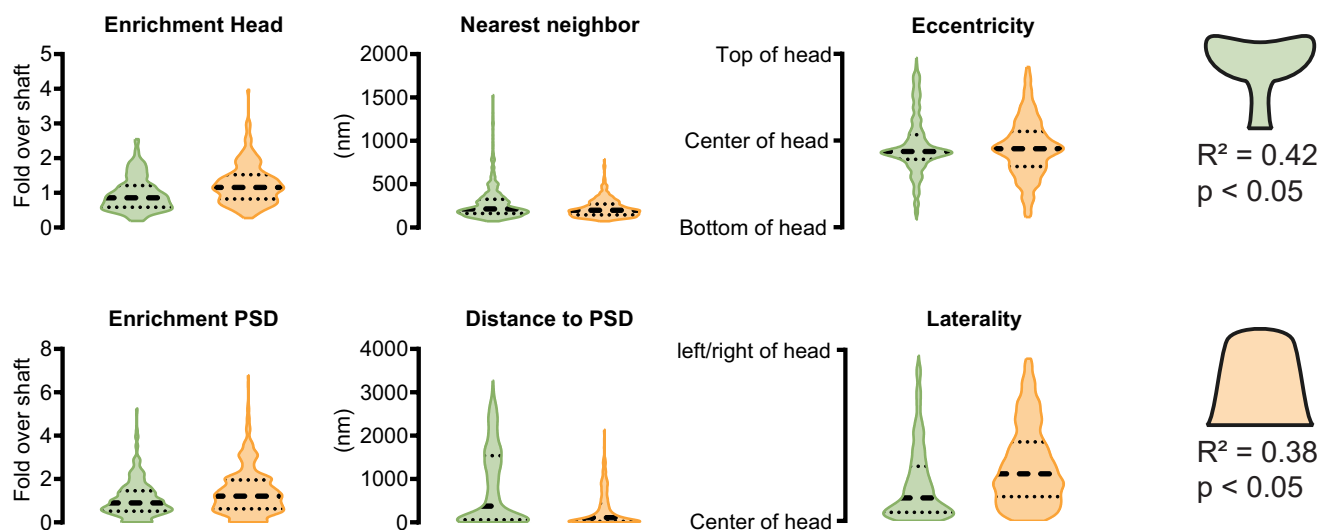 Enrichment Head
Fold over shaft
5
4
3
2
1
0
Nearest neighbor
(nm)
2000
1500
1000
500
0
Eccentricity
Top of head
Center of head
Bottom of head
R² = 0.42
p < 0.05
Enrichment PSD
Fold over shaft
8
6
4
2
0
Distance to PSD
(nm)
4000
3000
2000
1000
0
Laterality
left/right of head
Center of head
R² = 0.38
p < 0.05